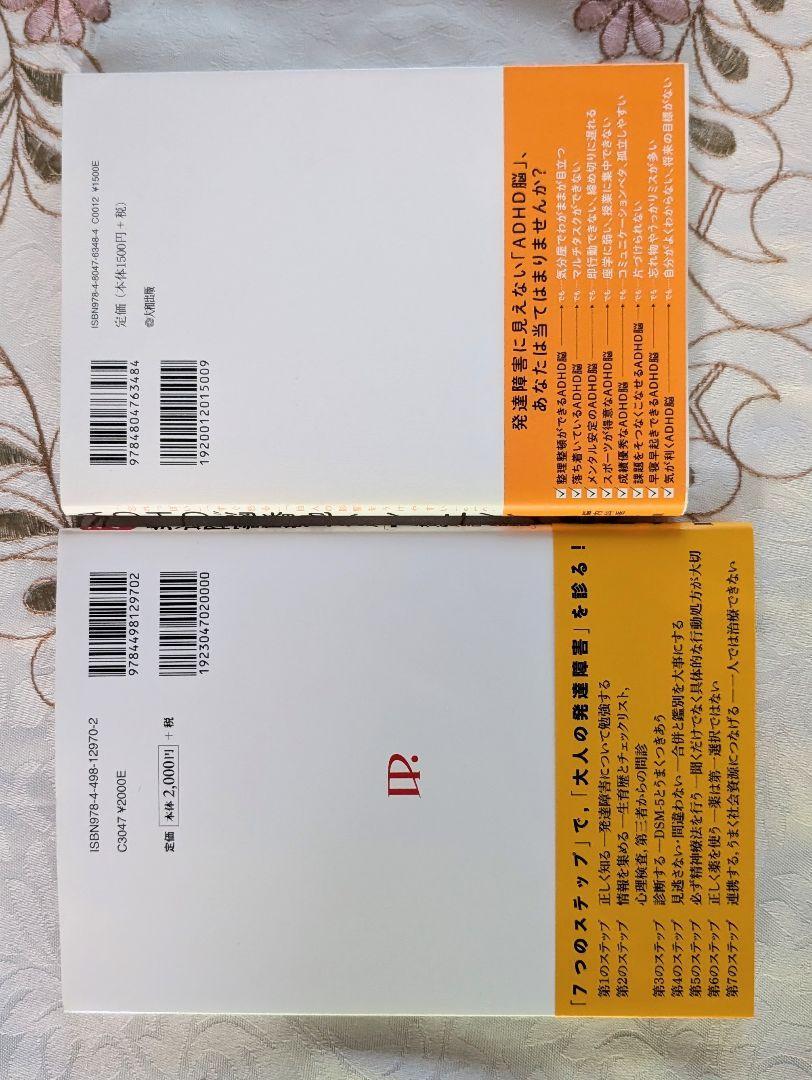 ISBN978-4-8047-6348-4 C0012 ¥1500E
定価(本体1500円+税)
@大和出版
9784804763484
1920012015009
発達障害に見えない「ADHD脳」、
あなたは当てはまりませんか?
整理整頓ができるADHD脳 でも 気分屋でわがままが目立つ
落ち着いているADHD脳 でも マルチタスクができない
メンタル安定のADHD脳 でも 即行動できない、締め切りに遅れる
スポーツが得意なADHD脳 でも 座学に弱い、授業に集中できない
成績優秀なADHD脳 でも コミュニケーションベタ、孤立しやすい
課題をそつなくこなせるADHD脳 でも 片づけられない
早寝早起きできるADHD脳 でも 忘れ物やうっかりミスが多い
気が利くADHD脳 でも 自分がよくわからない、将来の目標がない
ISBN978-4-498-12970-2
C3047 ¥2000E
定価 本体 2,000円 +税
9784498129702
1923047020000
「7つのステップ」で,「大人の発達障害」を診る!
第1のステップ 正しく知る―発達障害について勉強する
第2のステップ 情報を集める―生育歴とチェックリスト,
心理検査,第三者からの問診
第3のステップ 診断する―DSM-5とうまくつきあう
第4のステップ 見逃さない・間違わない―合併と鑑別を大事にする
第5のステップ 必ず精神療法を行う―聞くだけでなく具体的な行動処方が大切
第6のステップ 正しく薬を使う―薬は第一選択ではない
第7のステップ 連携する,うまく社会資源につなげる―一人では治療できない